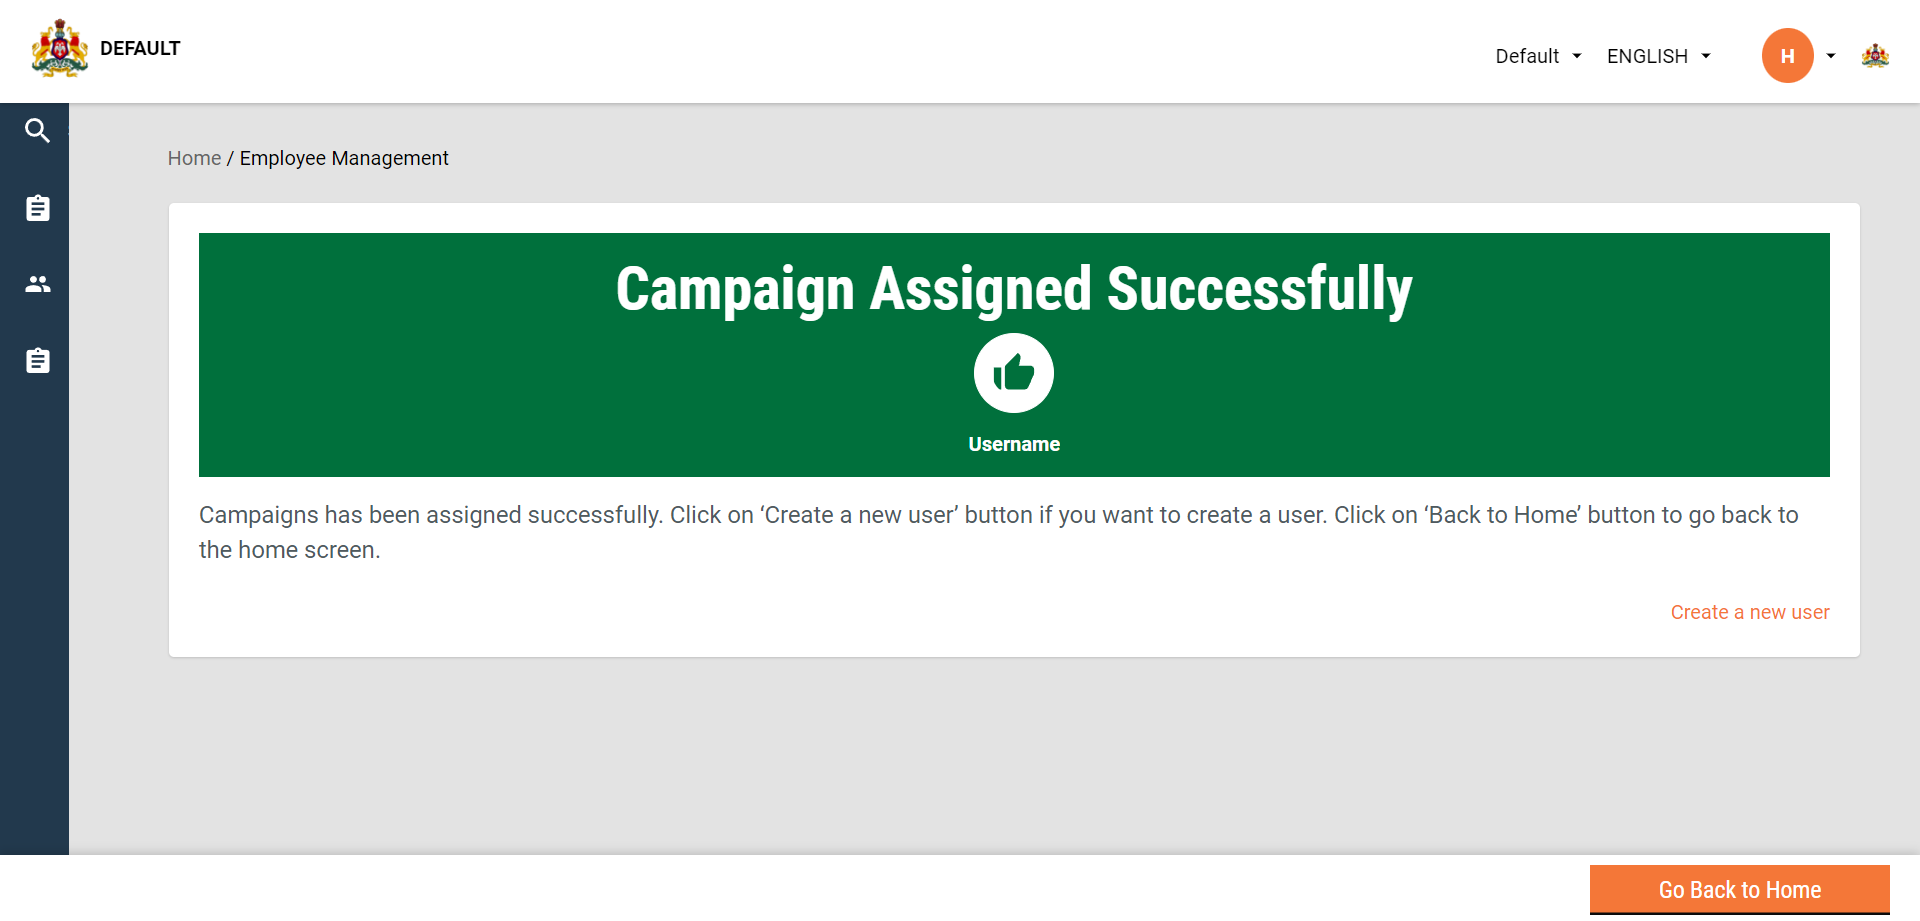 DEFAULT
Default
ENGLISH
H
Home / Employee Management
Campaign Assigned Successfully
Username
Campaigns has been assigned successfully. Click on ‘Create a new user’ button if you want to create a user. Click on ‘Back to Home’ button to go back to
the home screen.
Create a new user
Go Back to Home